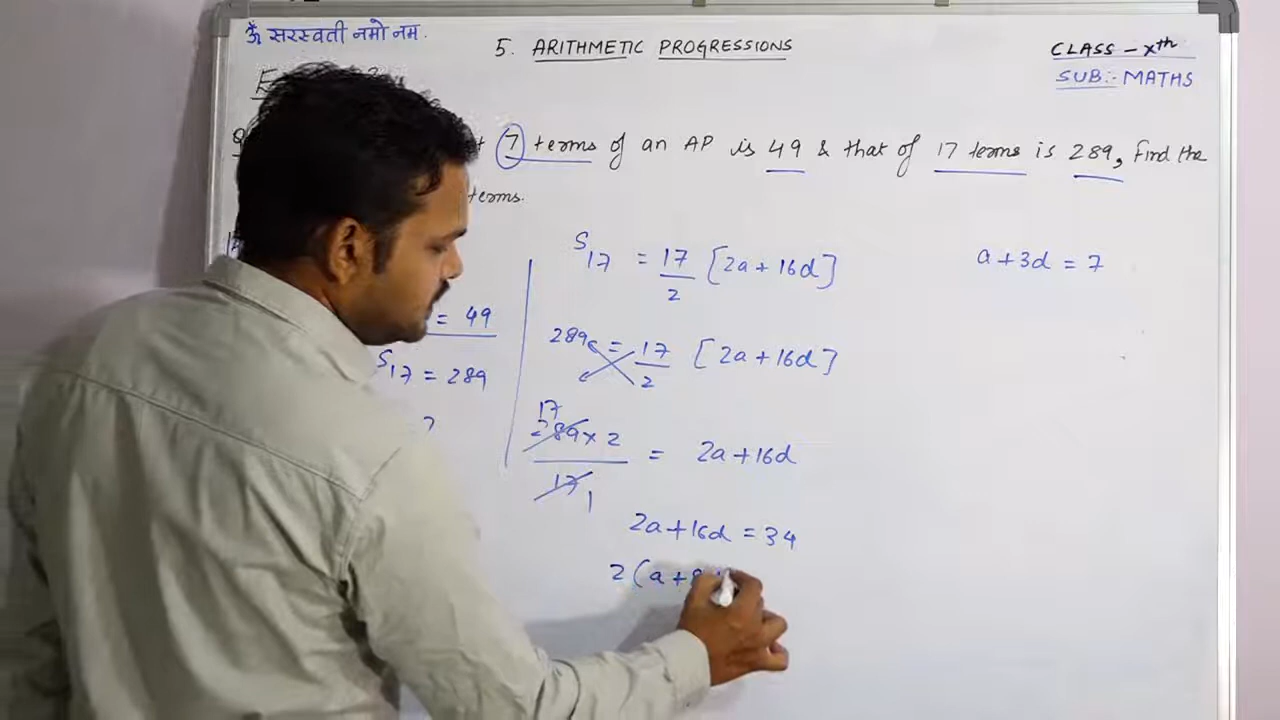 ॐ सरस्वती नमो नम.
5. ARITHMETIC PROGRESSIONS
CLASS - Xth
SUB:- MATHS
7 terms of an AP is 49 & that of 17 terms is 289, find the
terms.
S17 = 17/2 [2a + 16d]
a + 3d = 7
= 49
289 = 17/2 [2a + 16d]
S17 = 289
17
289 × 2 / 17 = 2a + 16d
1
2a + 16d = 34
2(a +